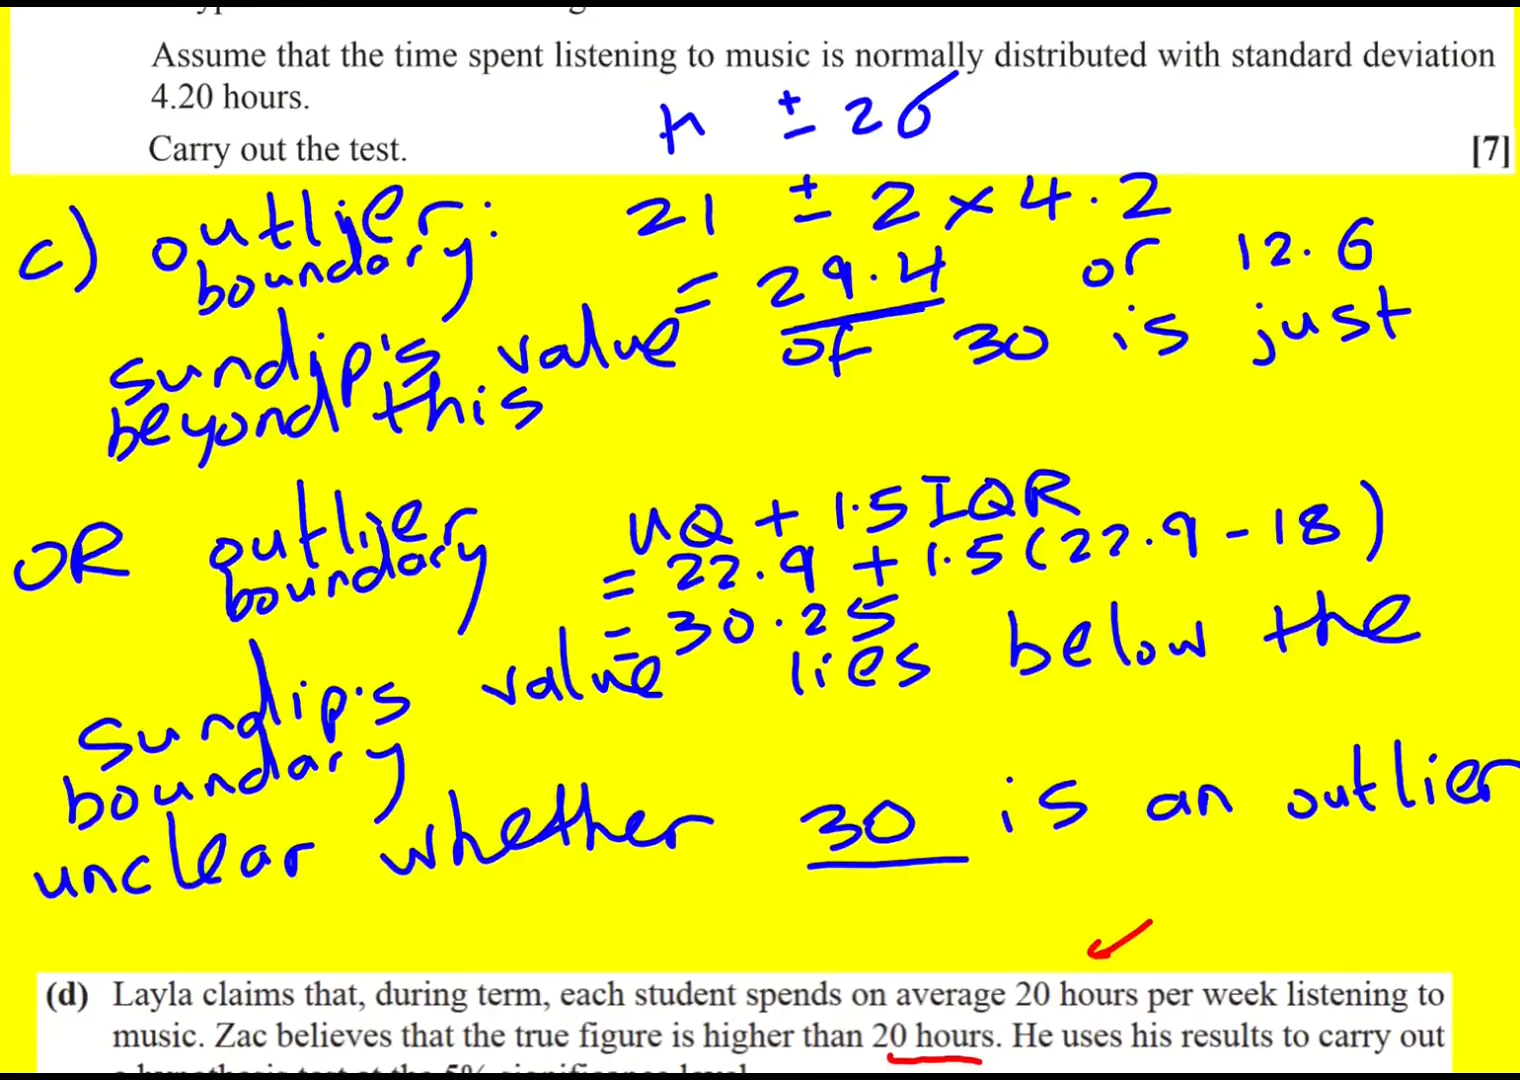 Assume that the time spent listening to music is normally distributed with standard deviation
4.20 hours.
μ ± 2σ
Carry out the test. [7]
c) outlier boundary: 21 ± 2 × 4.2
= 29.4 or 12.6
sundip's value of 30 is just
beyond this
OR outlier boundary UQ + 1.5 IQR
= 22.9 + 1.5(22.9 - 18)
= 30.25
sundip's value lies below the
boundary
unclear whether 30 is an outlier
(d) Layla claims that, during term, each student spends on average 20 hours per week listening to
music. Zac believes that the true figure is higher than 20 hours. He uses his results to carry out